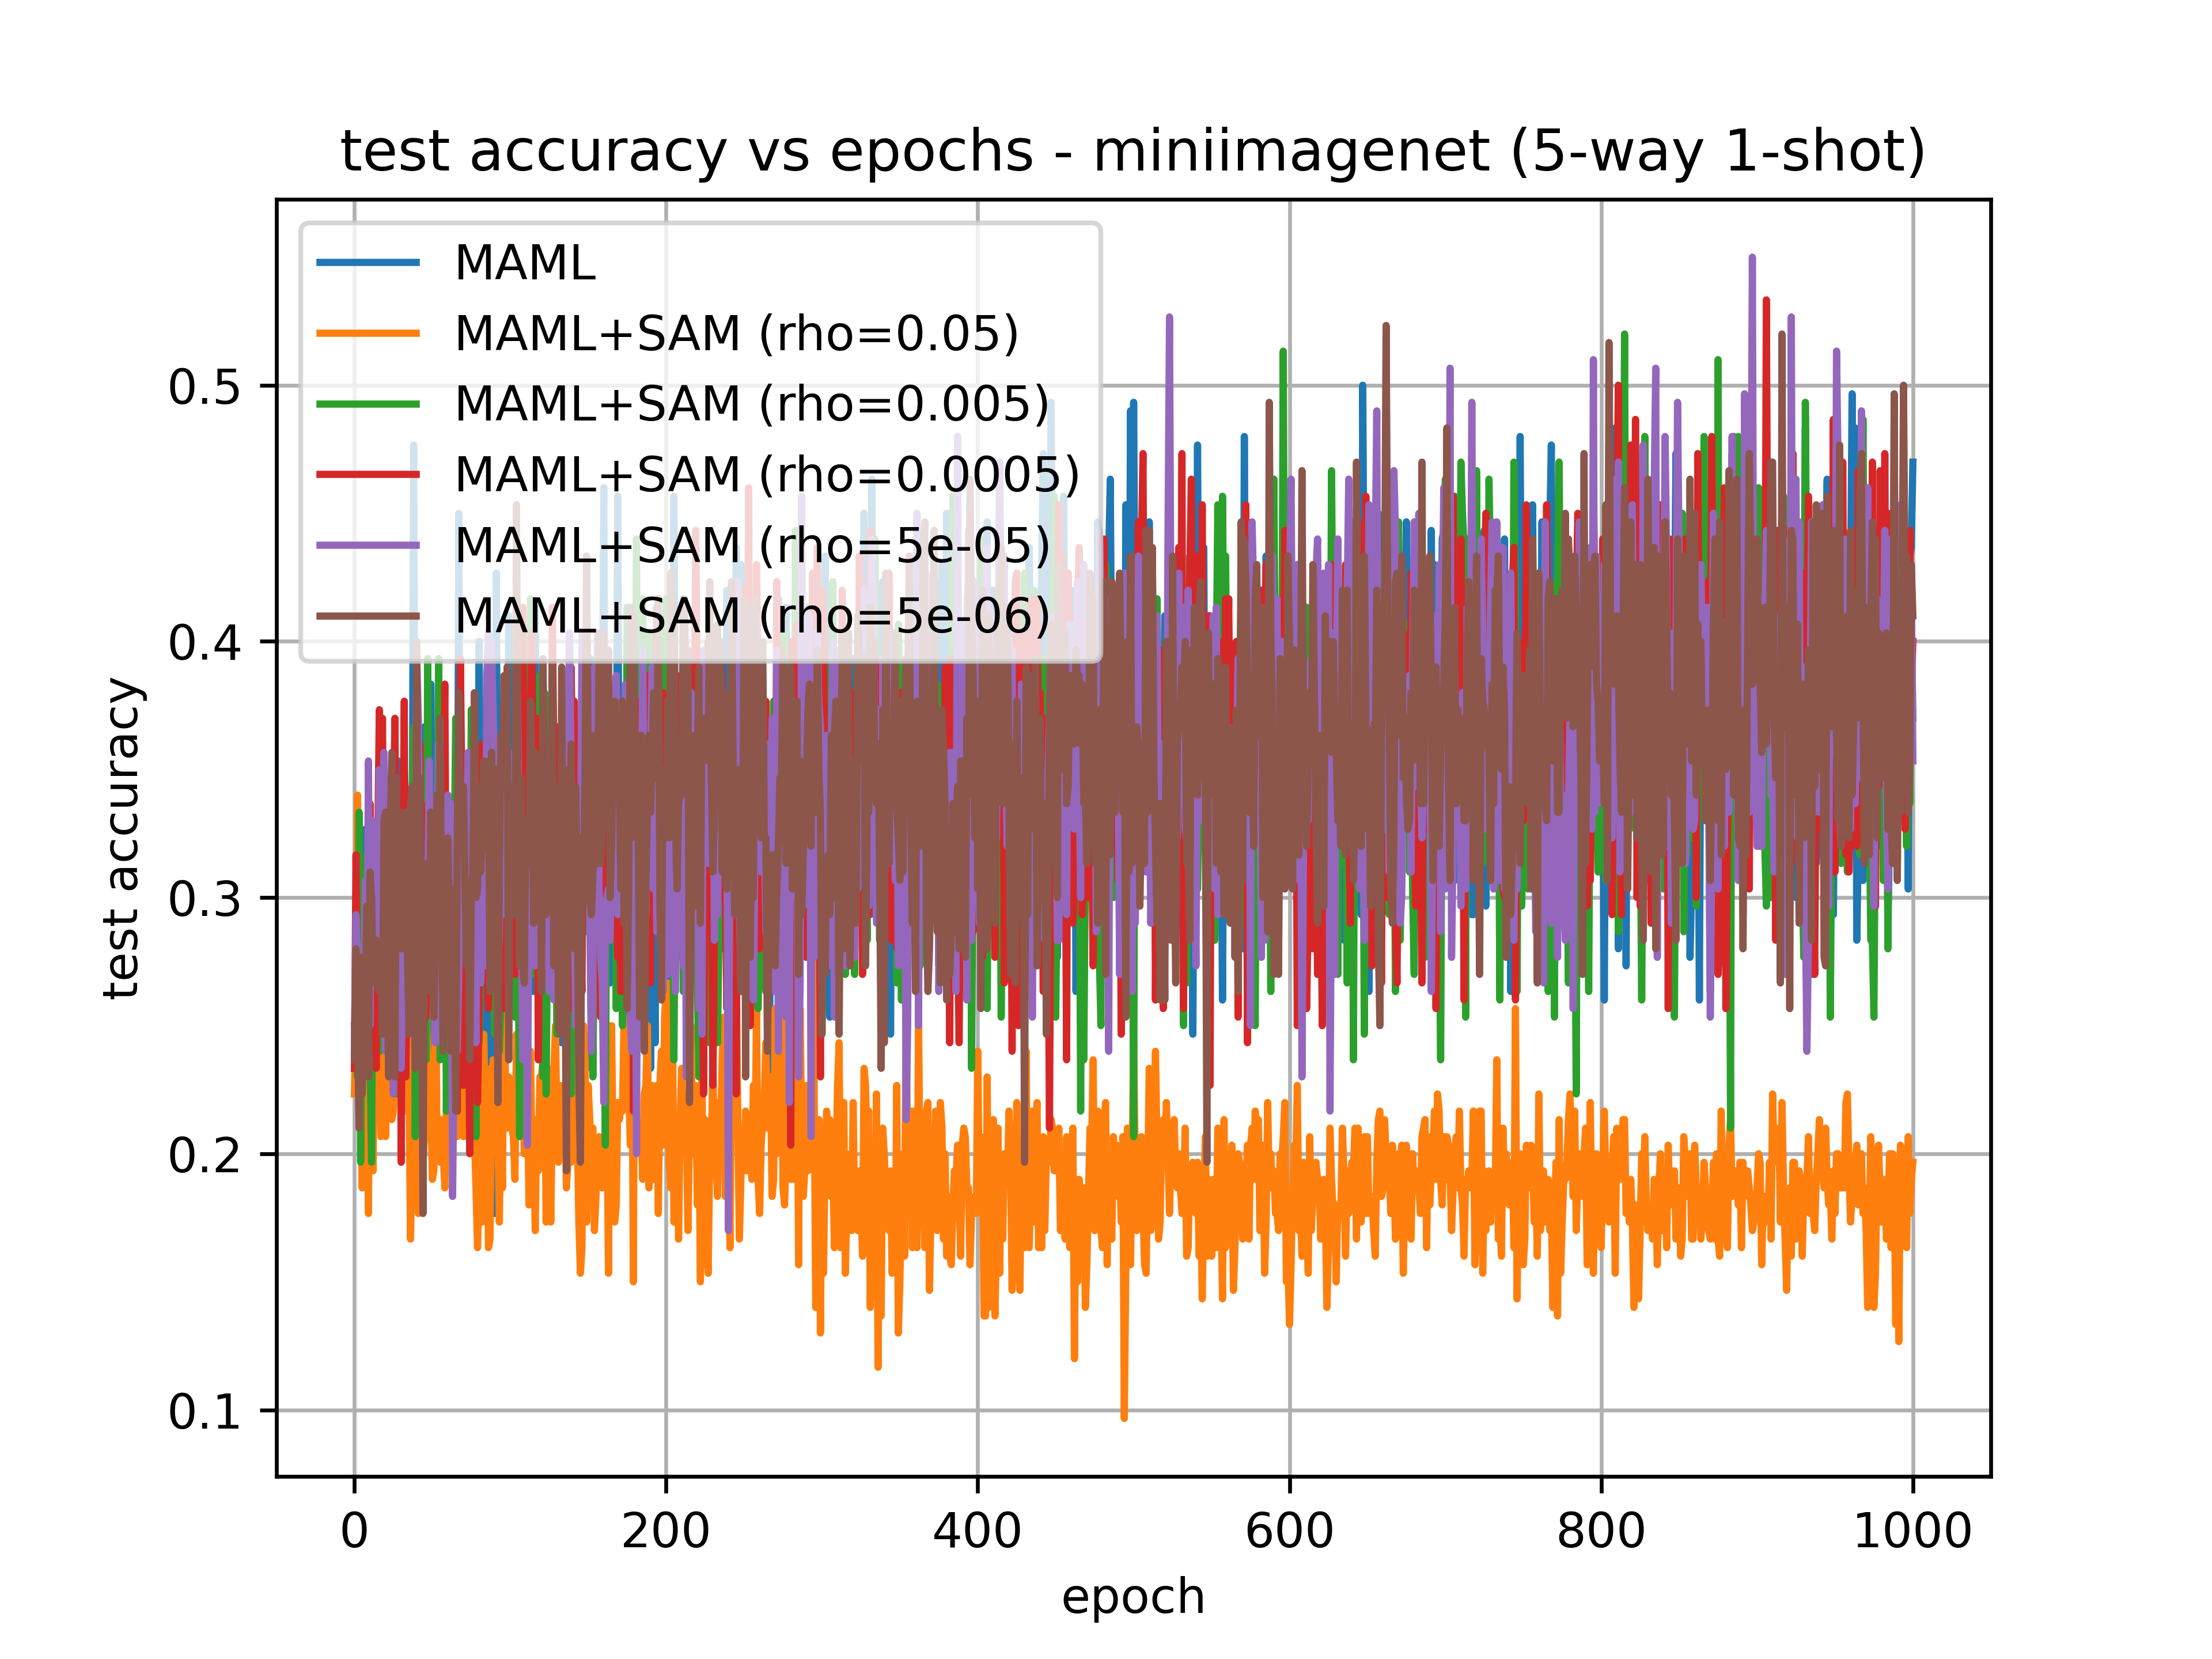 test accuracy vs epochs - miniimagenet (5-way 1-shot)
MAML
MAML+SAM (rho=0.05)
MAML+SAM (rho=0.005)
MAML+SAM (rho=0.0005)
MAML+SAM (rho=5e-05)
MAML+SAM (rho=5e-06)
test accuracy
0.5
0.4
0.3
0.2
0.1
0 200 400 600 800 1000
epoch